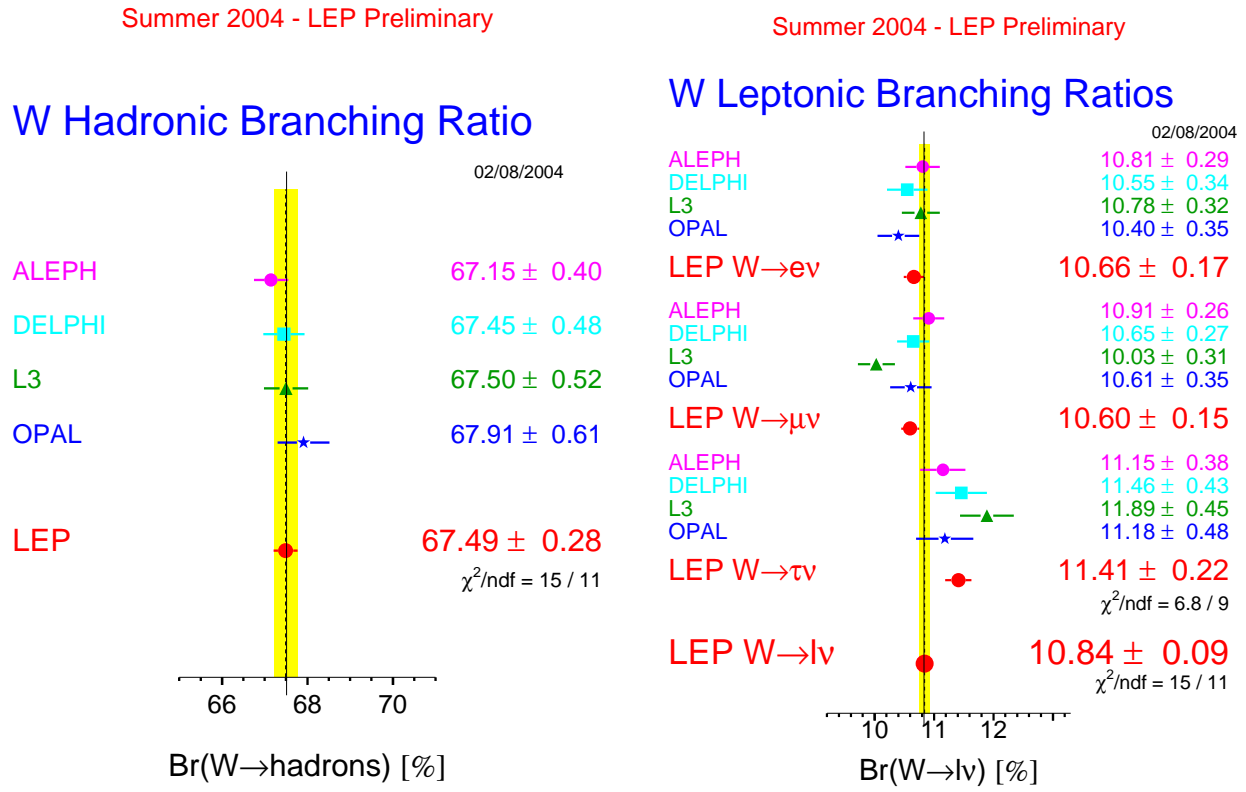 Summer 2004 - LEP Preliminary
W Hadronic Branching Ratio
02/08/2004
ALEPH 67.15 ± 0.40
DELPHI 67.45 ± 0.48
L3 67.50 ± 0.52
OPAL 67.91 ± 0.61
LEP 67.49 ± 0.28
χ²/ndf = 15 / 11
66 68 70
Br(W→hadrons) [%]
Summer 2004 - LEP Preliminary
W Leptonic Branching Ratios
02/08/2004
ALEPH 10.81 ± 0.29
DELPHI 10.55 ± 0.34
L3 10.78 ± 0.32
OPAL 10.40 ± 0.35
LEP W→eν 10.66 ± 0.17
ALEPH 10.91 ± 0.26
DELPHI 10.65 ± 0.27
L3 10.03 ± 0.31
OPAL 10.61 ± 0.35
LEP W→μν 10.60 ± 0.15
ALEPH 11.15 ± 0.38
DELPHI 11.46 ± 0.43
L3 11.89 ± 0.45
OPAL 11.18 ± 0.48
LEP W→τν 11.41 ± 0.22
χ²/ndf = 6.8 / 9
LEP W→lν 10.84 ± 0.09
χ²/ndf = 15 / 11
10 11 12
Br(W→lν) [%]